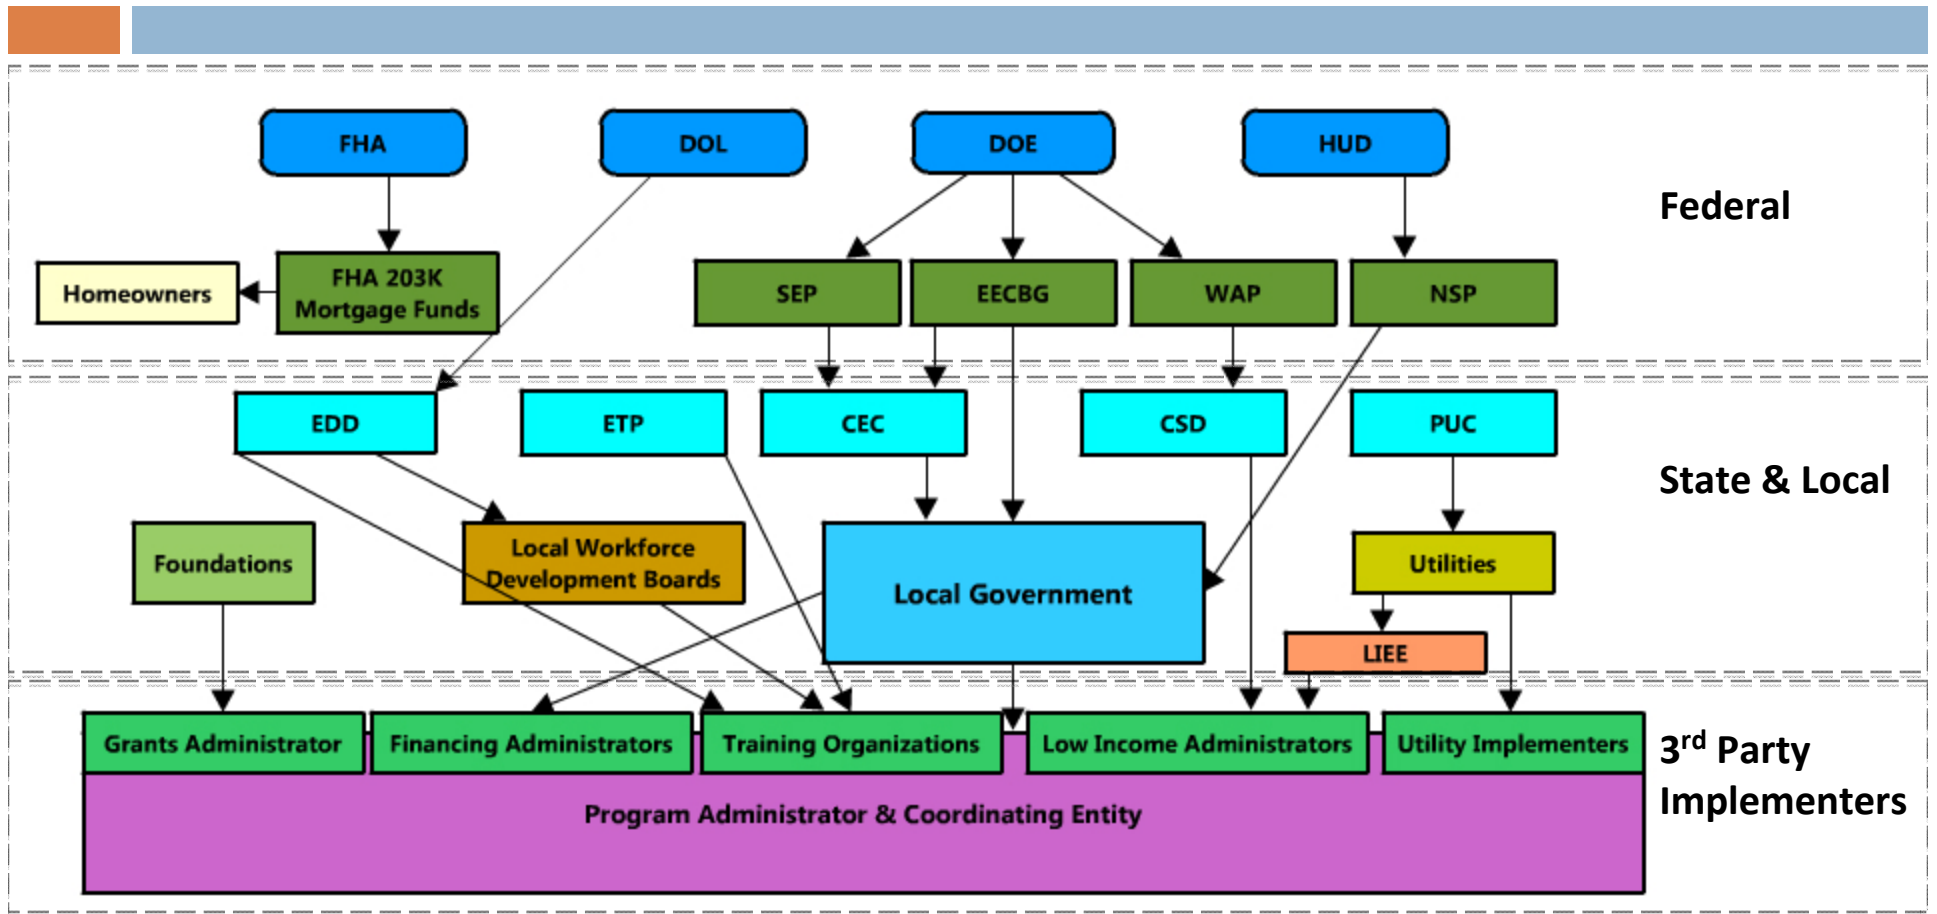 FHA
DOL
DOE
HUD
Federal
Homeowners
FHA 203K
Mortgage Funds
SEP
EECBG
WAP
NSP
EDD
ETP
CEC
CSD
PUC
State & Local
Foundations
Local Workforce
Development Boards
Local Government
Utilities
LIEE
Grants Administrator
Financing Administrators
Training Organizations
Low Income Administrators
Utility Implementers
3rd Party
Implementers
Program Administrator & Coordinating Entity